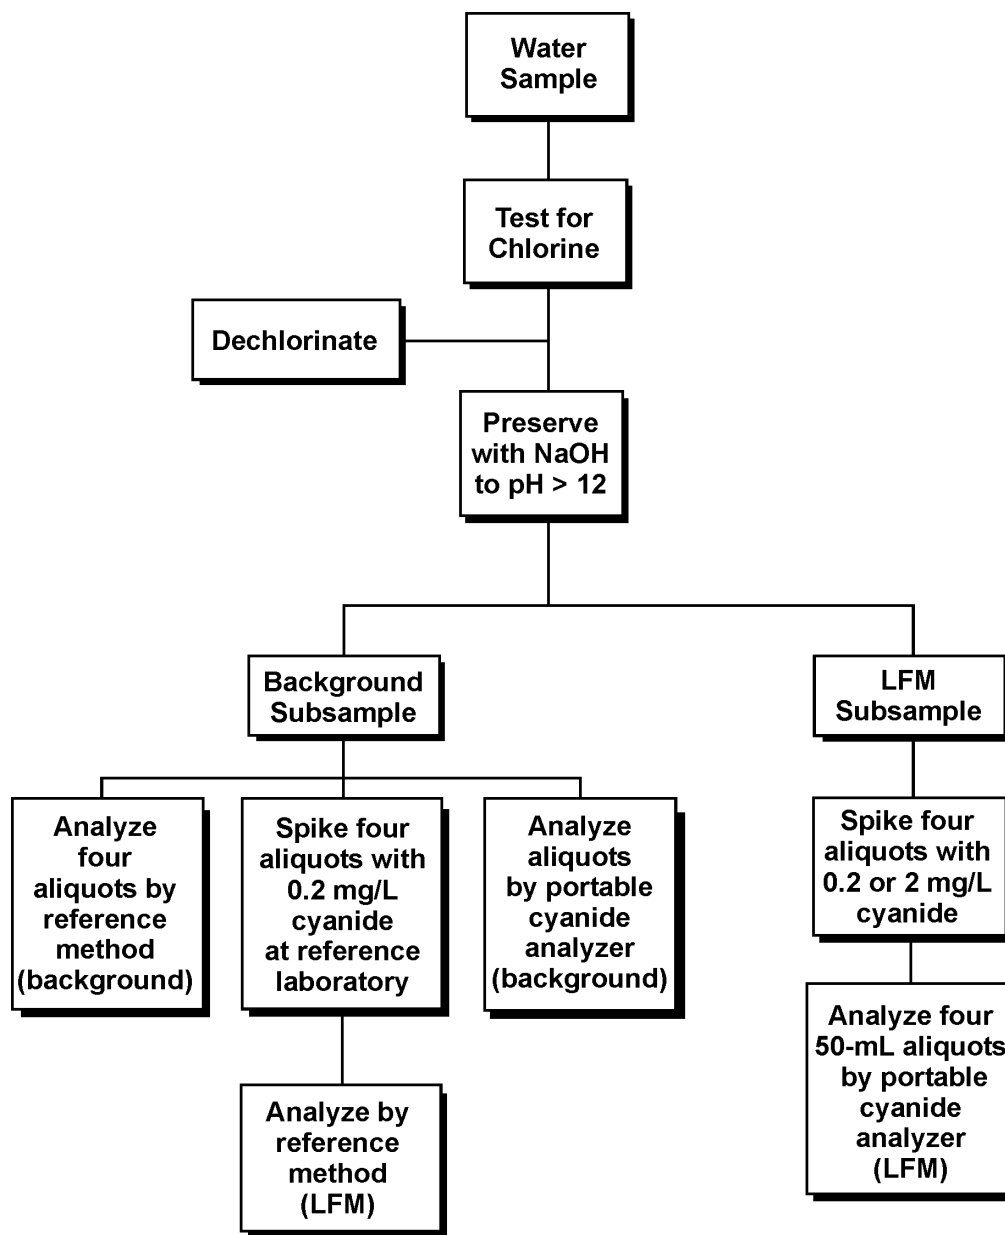 Water
Sample
Test for
Chlorine
Dechlorinate
Preserve
with NaOH
to pH > 12
Background
Subsample
LFM
Subsample
Analyze
four
aliquots by
reference
method
(background)
Spike four
aliquots with
0.2 mg/L
cyanide
at reference
laboratory
Analyze
aliquots
by portable
cyanide
analyzer
(background)
Spike four
aliquots with
0.2 or 2 mg/L
cyanide
Analyze by
reference
method
(LFM)
Analyze four
50-mL aliquots
by portable
cyanide
analyzer
(LFM)